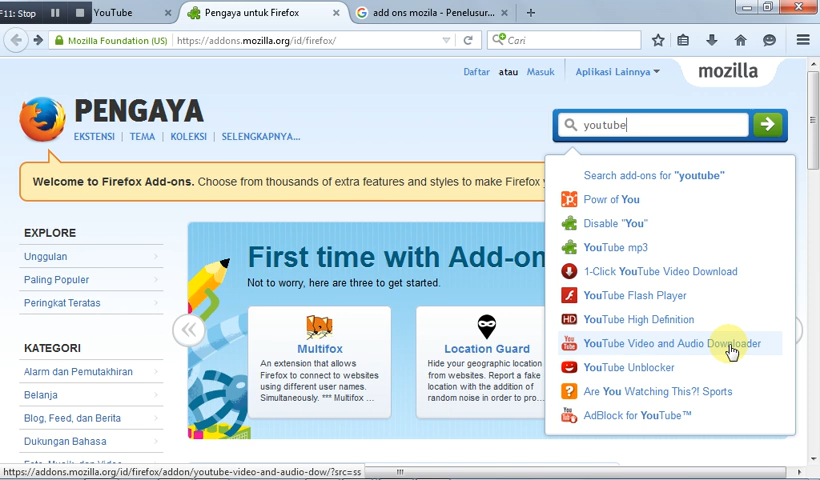 F11: Stop
YouTube
Pengaya untuk Firefox
add ons mozila - Penelusur...
Mozilla Foundation (US)
https://addons.mozilla.org/id/firefox/
Cari
Daftar atau Masuk
Aplikasi Lainnya
mozilla
PENGAYA
EKSTENSI | TEMA | KOLEKSI | SELENGKAPNYA...
youtube
Welcome to Firefox Add-ons. Choose from thousands of extra features and styles to make Firefox y
Search add-ons for "youtube"
Powr of You
Disable "You"
YouTube mp3
1-Click YouTube Video Download
YouTube Flash Player
YouTube High Definition
YouTube Video and Audio Downloader
YouTube Unblocker
Are You Watching This?! Sports
AdBlock for YouTube™
EXPLORE
Unggulan
Paling Populer
Peringkat Teratas
KATEGORI
Alarm dan Pemutakhiran
Belanja
Blog, Feed, dan Berita
Dukungan Bahasa
First time with Add-on
Not to worry, here are three to get started.
Multifox
An extension that allows
Firefox to connect to websites
using different user names.
Simultaneously. *** Multifox ...
Location Guard
Hide your geographic location
from websites. Report a fake
location with the addition of
random noise in order to pro...
https://addons.mozilla.org/id/firefox/addon/youtube-video-and-audio-dow/?src=ss